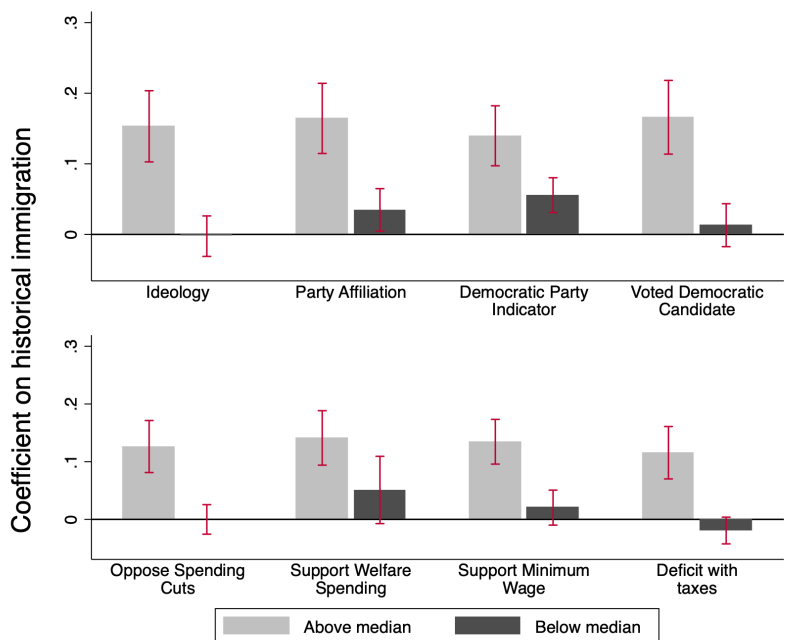 Coefficient on historical immigration
.3
.2
.1
0
Ideology
Party Affiliation
Democratic Party
Indicator
Voted Democratic
Candidate
.3
.2
.1
0
Oppose Spending
Cuts
Support Welfare
Spending
Support Minimum
Wage
Deficit with
taxes
Above median
Below median